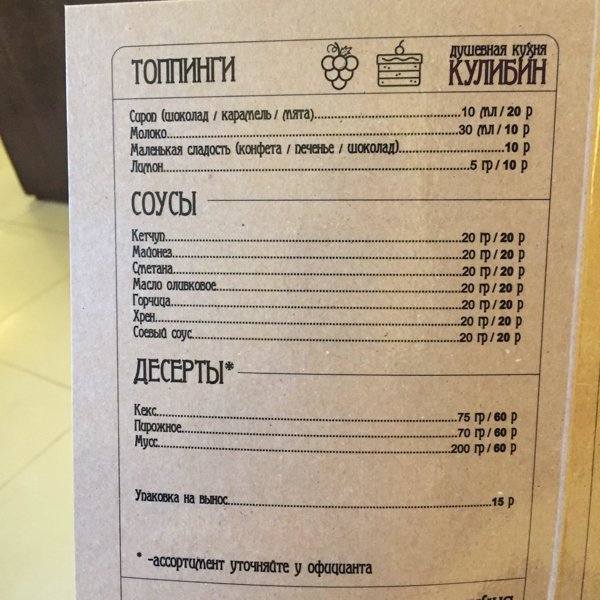 ТОППИНГИ
душевная кухня
КУЛИБИН
Сироп (шоколад / карамель / мята)...10 мл / 20 р
Молоко...30 мл / 10 р
Маленькая сладость (конфета / печенье / шоколад)...10 р
Лимон...5 гр / 10 р
СОУСЫ
Кетчуп...20 гр / 20 р
Майонез...20 гр / 20 р
Сметана...20 гр / 20 р
Масло оливковое...20 гр / 20 р
Горчица...20 гр / 20 р
Хрен...20 гр / 20 р
Соевый соус...20 гр / 20 р
ДЕСЕРТЫ*
Кекс...75 гр / 60 р
Пирожное...70 гр / 60 р
Мусс...200 гр / 60 р
Упаковка на вынос...15 р
* -ассортимент уточняйте у официанта